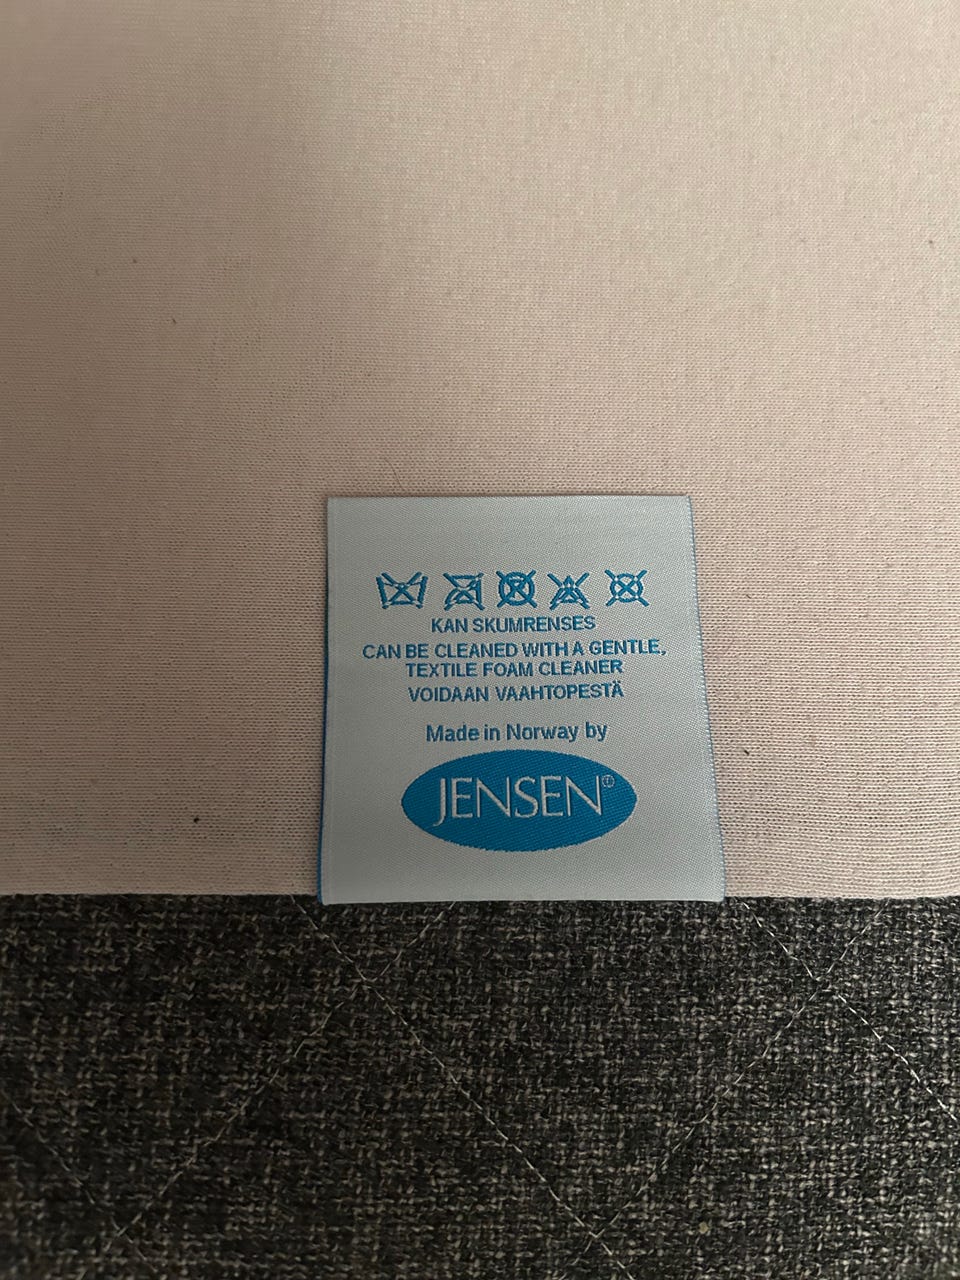 KAN SKUMRENSES
CAN BE CLEANED WITH A GENTLE,
TEXTILE FOAM CLEANER
VOIDAAN VAAHTOPESTÄ
Made in Norway by
JENSEN®